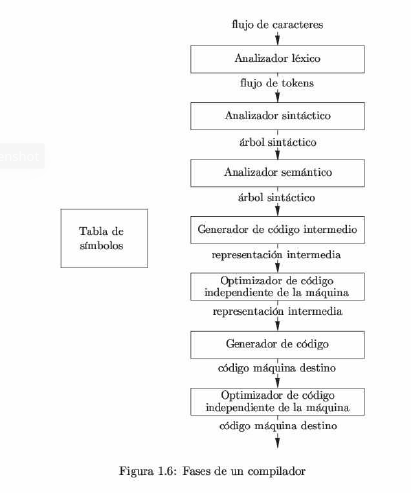 flujo de caracteres
Analizador léxico
flujo de tokens
Analizador sintáctico
árbol sintáctico
Analizador semántico
árbol sintáctico
Tabla de
símbolos
Generador de código intermedio
representación intermedia
Optimizador de código
independiente de la máquina
representación intermedia
Generador de código
código máquina destino
Optimizador de código
independiente de la máquina
código máquina destino
Figura 1.6: Fases de un compilador